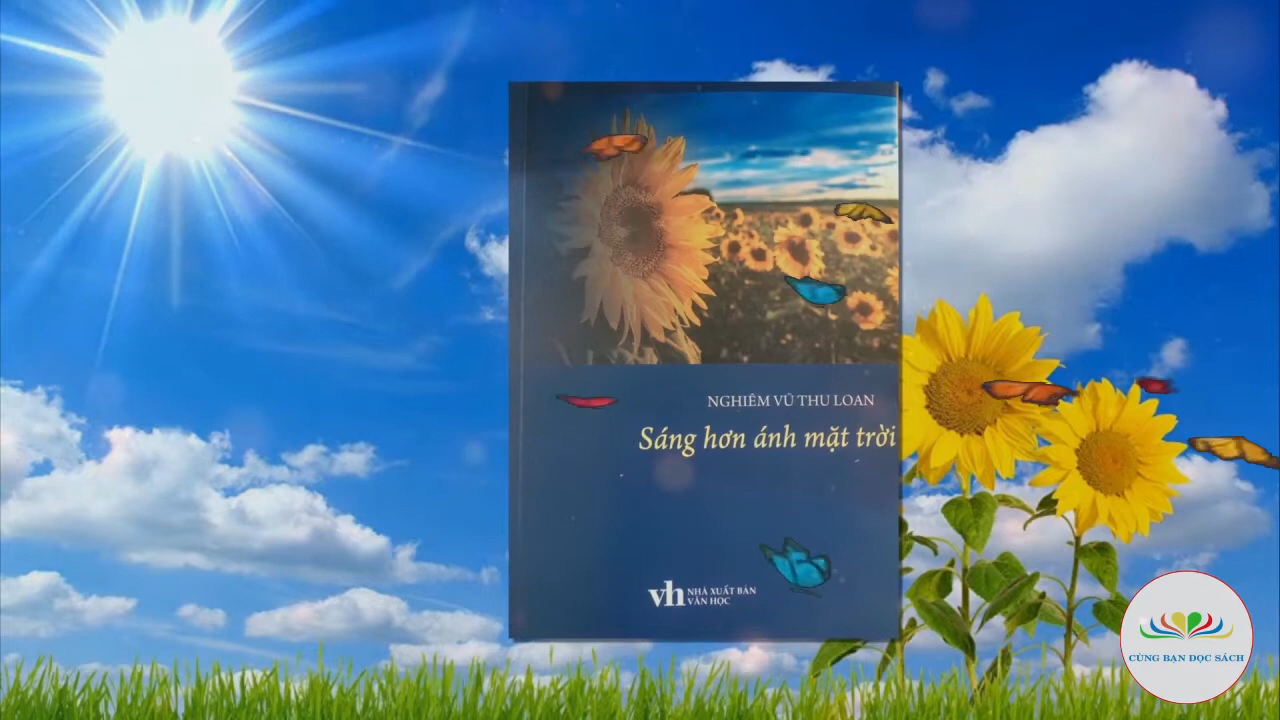 NGHIÊM VŨ THU LOAN
Sáng hơn ánh mặt trời
vh NHÀ XUẤT BẢN
VĂN HỌC
CÙNG BẠN ĐỌC SÁCH